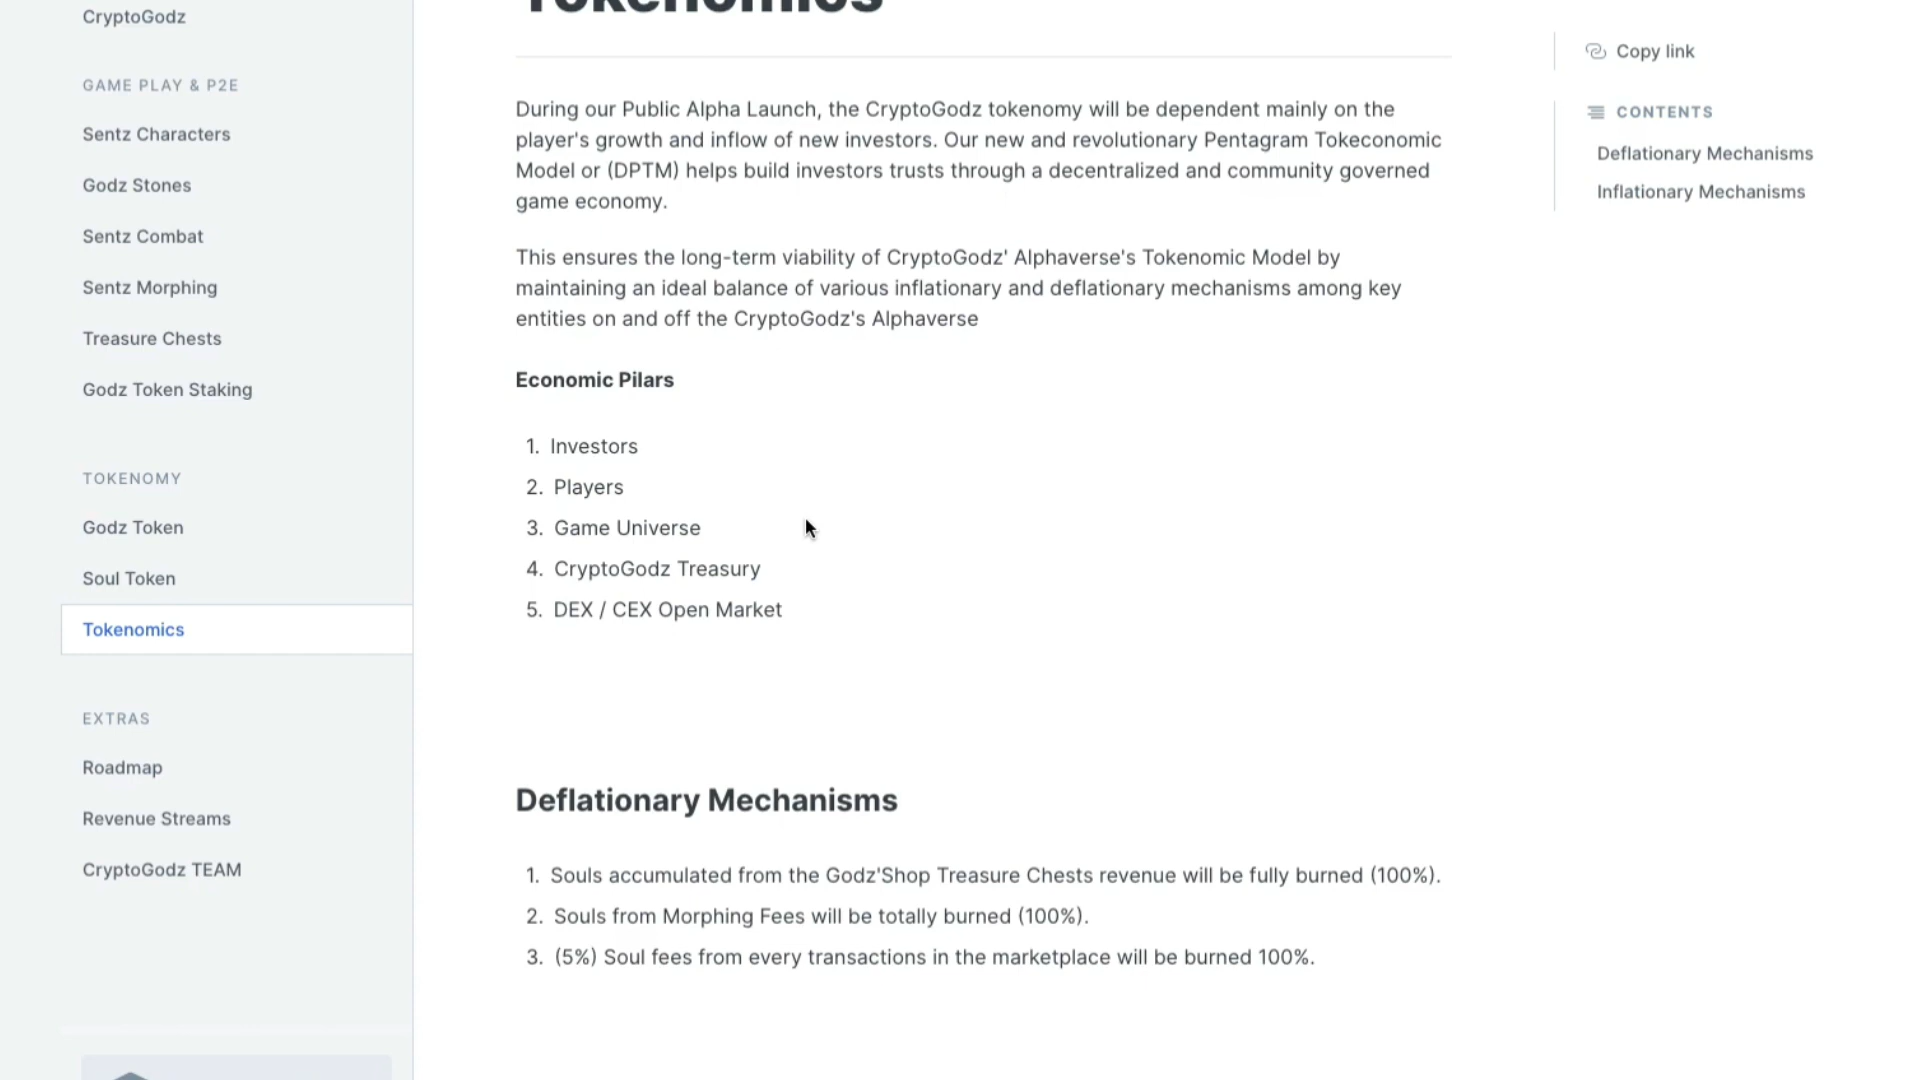 CryptoGodz
GAME PLAY & P2E
Sentz Characters
Godz Stones
Sentz Combat
Sentz Morphing
Treasure Chests
Godz Token Staking
TOKENOMY
Godz Token
Soul Token
Tokenomics
EXTRAS
Roadmap
Revenue Streams
CryptoGodz TEAM
Tokenomics
During our Public Alpha Launch, the CryptoGodz tokenomy will be dependent mainly on the
player's growth and inflow of new investors. Our new and revolutionary Pentagram Tokeconomic
Model or (DPTM) helps build investors trusts through a decentralized and community governed
game economy.
This ensures the long-term viability of CryptoGodz' Alphaverse's Tokenomic Model by
maintaining an ideal balance of various inflationary and deflationary mechanisms among key
entities on and off the CryptoGodz's Alphaverse
Economic Pilars
1. Investors
2. Players
3. Game Universe
4. CryptoGodz Treasury
5. DEX / CEX Open Market
Deflationary Mechanisms
1. Souls accumulated from the Godz'Shop Treasure Chests revenue will be fully burned (100%).
2. Souls from Morphing Fees will be totally burned (100%).
3. (5%) Soul fees from every transactions in the marketplace will be burned 100%.
Copy link
CONTENTS
Deflationary Mechanisms
Inflationary Mechanisms